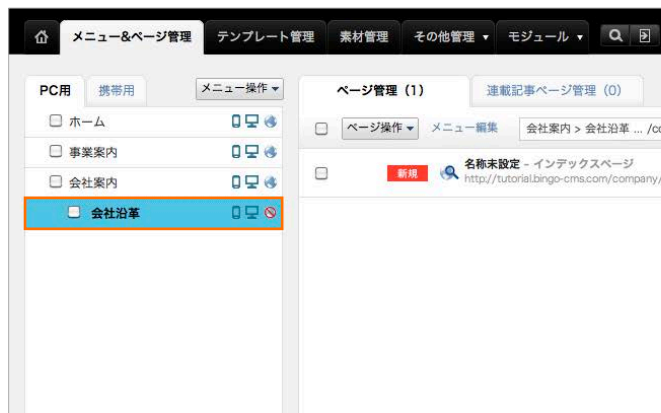 メニュー&ページ管理 テンプレート管理 素材管理 その他管理 ▼ モジュール ▼
PC用 携帯用 メニュー操作▼ ページ管理（1） 連載記事ページ管理（0）
ホーム
ページ操作▼ メニュー編集 会社案内 > 会社沿革 ... /co
事業案内
新規 名称未設定 - インデックスページ
http://tutorial.bingo-cms.com/company/
会社案内
会社沿革